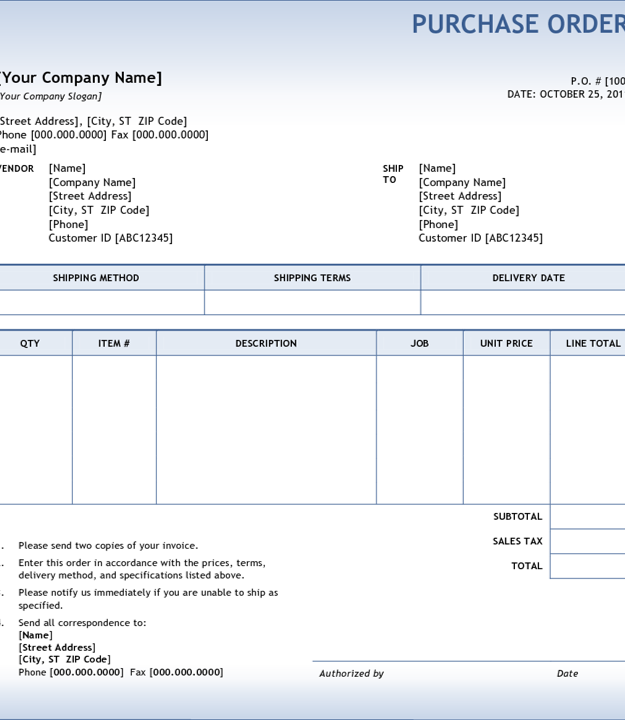 PURCHASE ORDER
[Your Company Name]
Your Company Slogan]
P.O. # [100
DATE: OCTOBER 25, 201
Street Address], [City, ST ZIP Code]
Phone [000.000.0000] Fax [000.000.0000]
e-mail]
VENDOR
[Name]
[Company Name]
[Street Address]
[City, ST ZIP Code]
[Phone]
Customer ID [ABC12345]
SHIP
TO
[Name]
[Company Name]
[Street Address]
[City, ST ZIP Code]
[Phone]
Customer ID [ABC12345]
SHIPPING METHOD SHIPPING TERMS DELIVERY DATE
QTY ITEM # DESCRIPTION JOB UNIT PRICE LINE TOTAL
SUBTOTAL
SALES TAX
TOTAL
. Please send two copies of your invoice.
. Enter this order in accordance with the prices, terms,
delivery method, and specifications listed above.
. Please notify us immediately if you are unable to ship as
specified.
. Send all correspondence to:
[Name]
[Street Address]
[City, ST ZIP Code]
Phone [000.000.0000] Fax [000.000.0000]
Authorized by Date